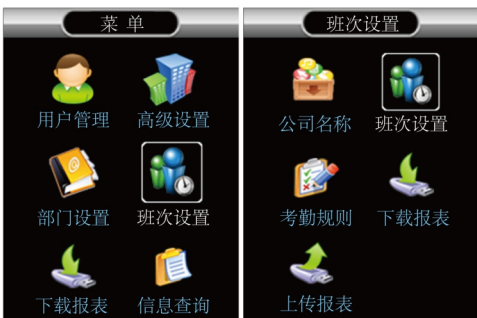 菜 单
用户管理 高级设置
部门设置 班次设置
下载报表 信息查询
班次设置
公司名称 班次设置
考勤规则 下载报表
上传报表